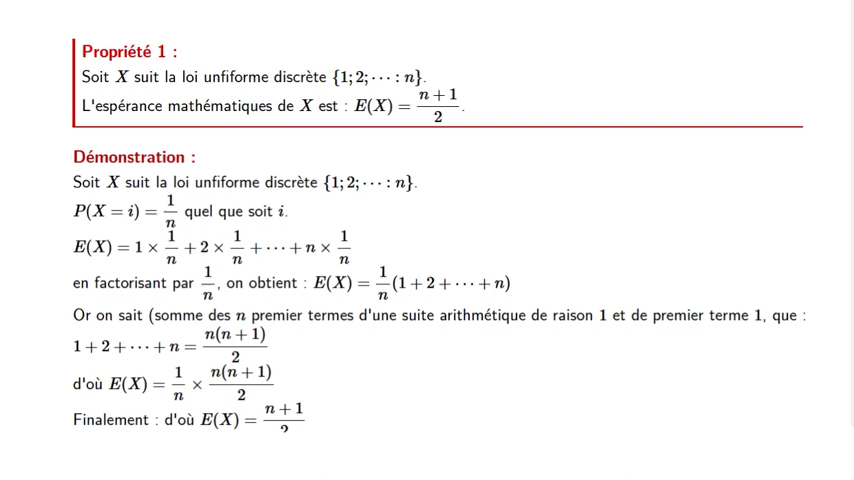 Propriété 1 :
Soit X suit la loi unfiforme discrète {1; 2; ··· : n}.
L'espérance mathématiques de X est : E(X) = (n + 1)/2.
Démonstration :
Soit X suit la loi unfiforme discrète {1; 2; ··· : n}.
P(X = i) = 1/n quel que soit i.
E(X) = 1 × 1/n + 2 × 1/n + ··· + n × 1/n
en factorisant par 1/n, on obtient : E(X) = 1/n (1 + 2 + ··· + n)
Or on sait (somme des n premier termes d'une suite arithmétique de raison 1 et de premier terme 1, que :
1 + 2 + ··· + n = n(n + 1)/2
d'où E(X) = 1/n × n(n + 1)/2
Finalement : d'où E(X) = (n + 1)/2